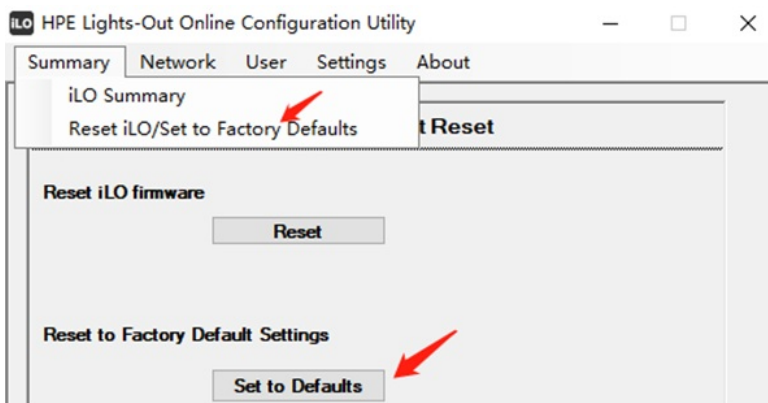 iLO HPE Lights-Out Online Configuration Utility
Summary Network User Settings About
iLO Summary
Reset iLO/Set to Factory Defaults
t Reset
Reset iLO firmware
Reset
Reset to Factory Default Settings
Set to Defaults